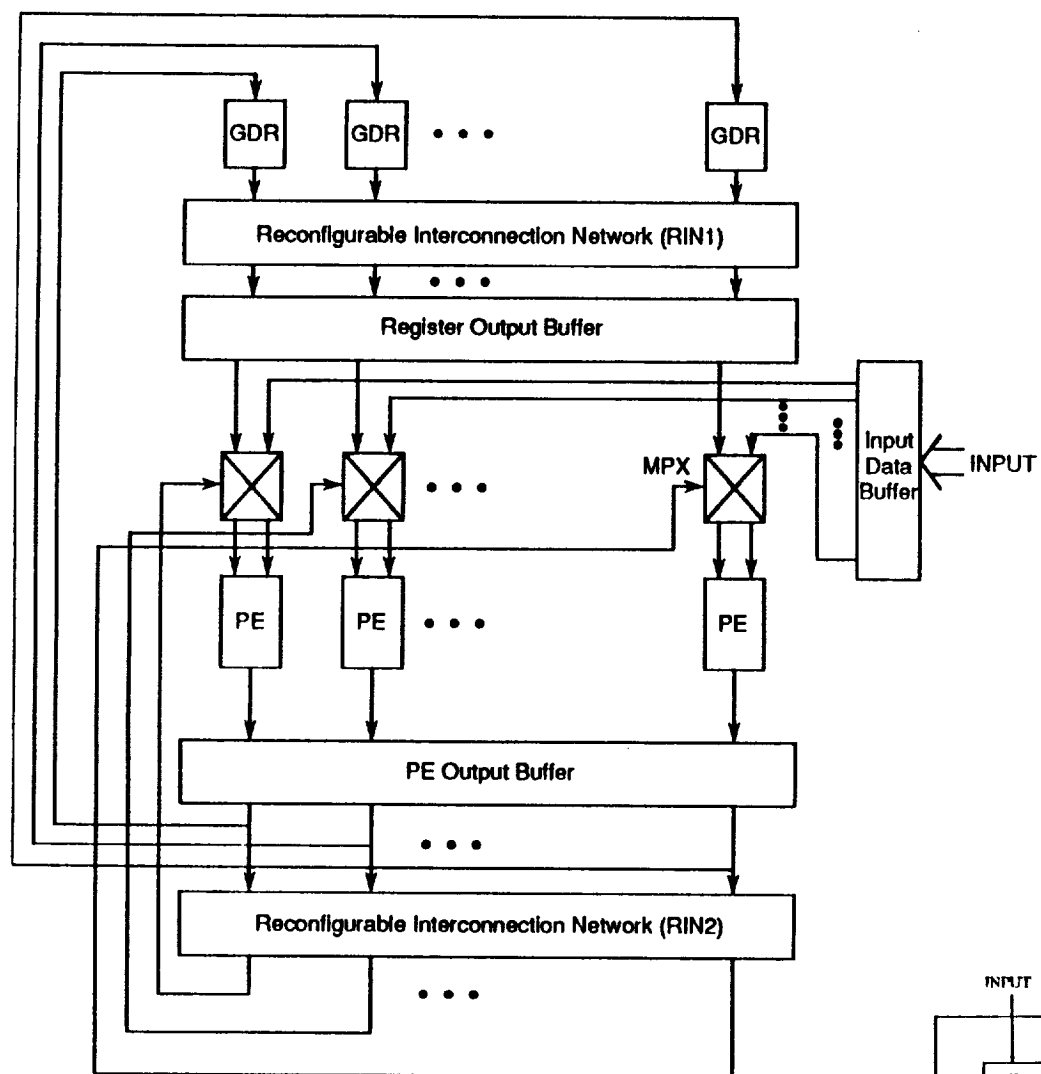 GDR GDR GDR
Reconfigurable Interconnection Network (RIN1)
Register Output Buffer
Input
Data
Buffer
INPUT
MPX
PE PE PE
PE Output Buffer
Reconfigurable Interconnection Network (RIN2)
INPUT